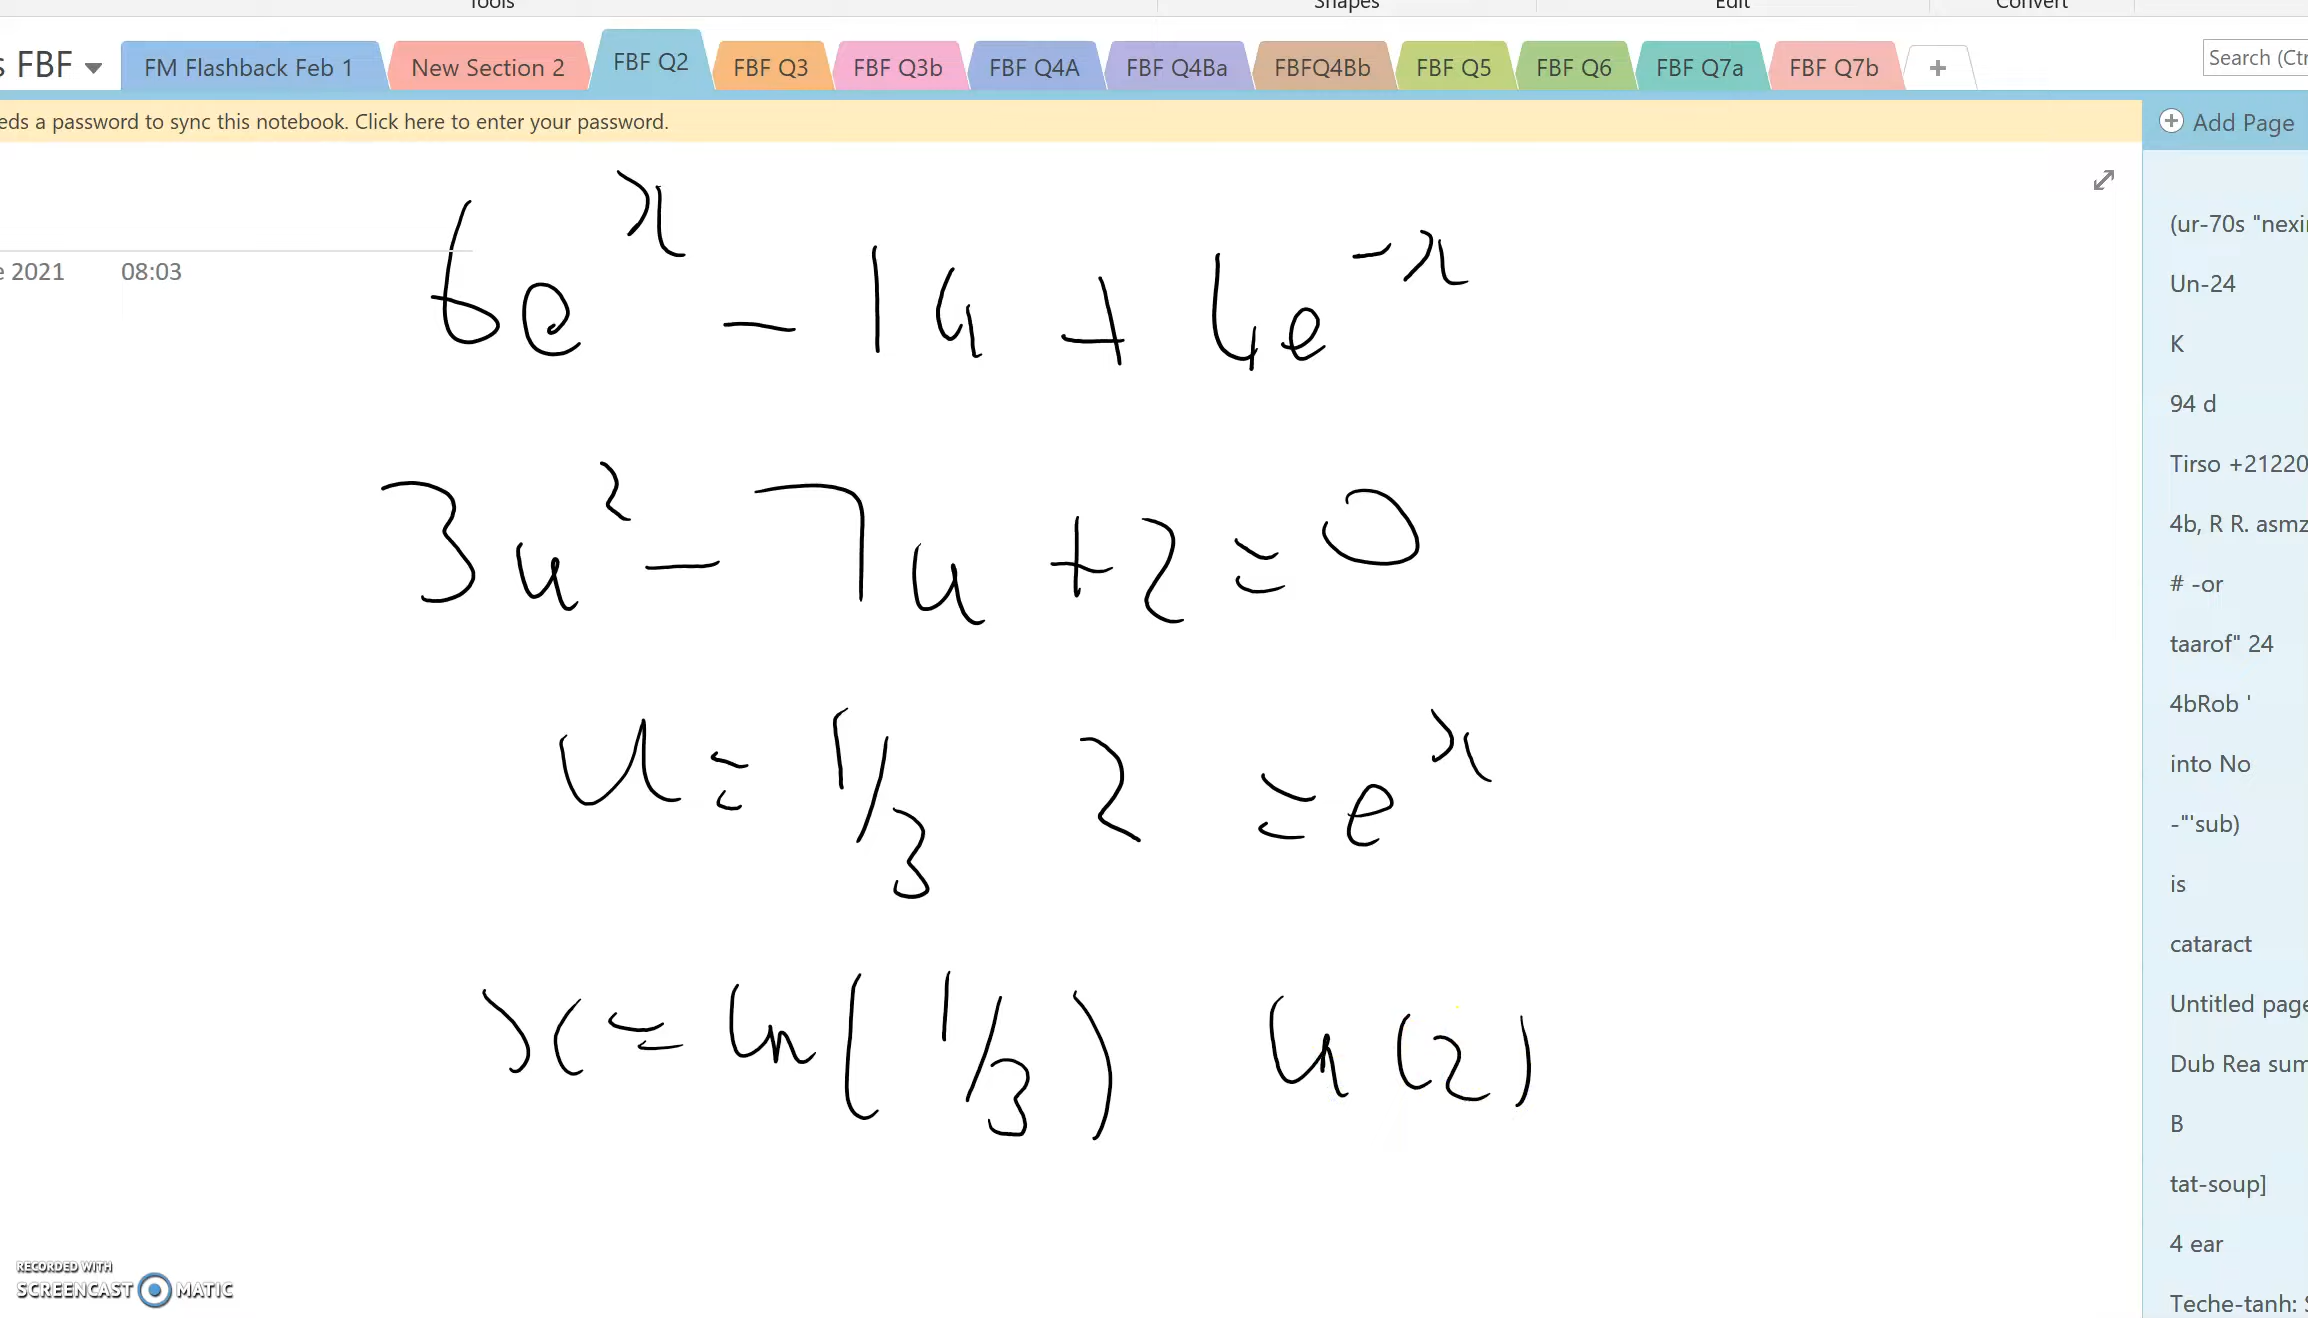 Tools Shapes Edit Convert
s FBF FM Flashback Feb 1 New Section 2 FBF Q2 FBF Q3 FBF Q3b FBF Q4A FBF Q4Ba FBFQ4Bb FBF Q5 FBF Q6 FBF Q7a FBF Q7b + Search (Ctr
eds a password to sync this notebook. Click here to enter your password.
Add Page
e 2021 08:03
6e^x - 14 + 4e^-x
3u² - 7u + 2 = 0
u = 1/3 2 = e^x
x = ln(1/3) ln(2)
(ur-70s "nexi
Un-24
K
94 d
Tirso +21220
4b, R R. asmz
# -or
taarof" 24
4bRob '
into No
-"'sub)
is
cataract
Untitled page
Dub Rea sum
B
tat-soup]
4 ear
Teche-tanh: S
RECORDED WITH
SCREENCAST MATIC